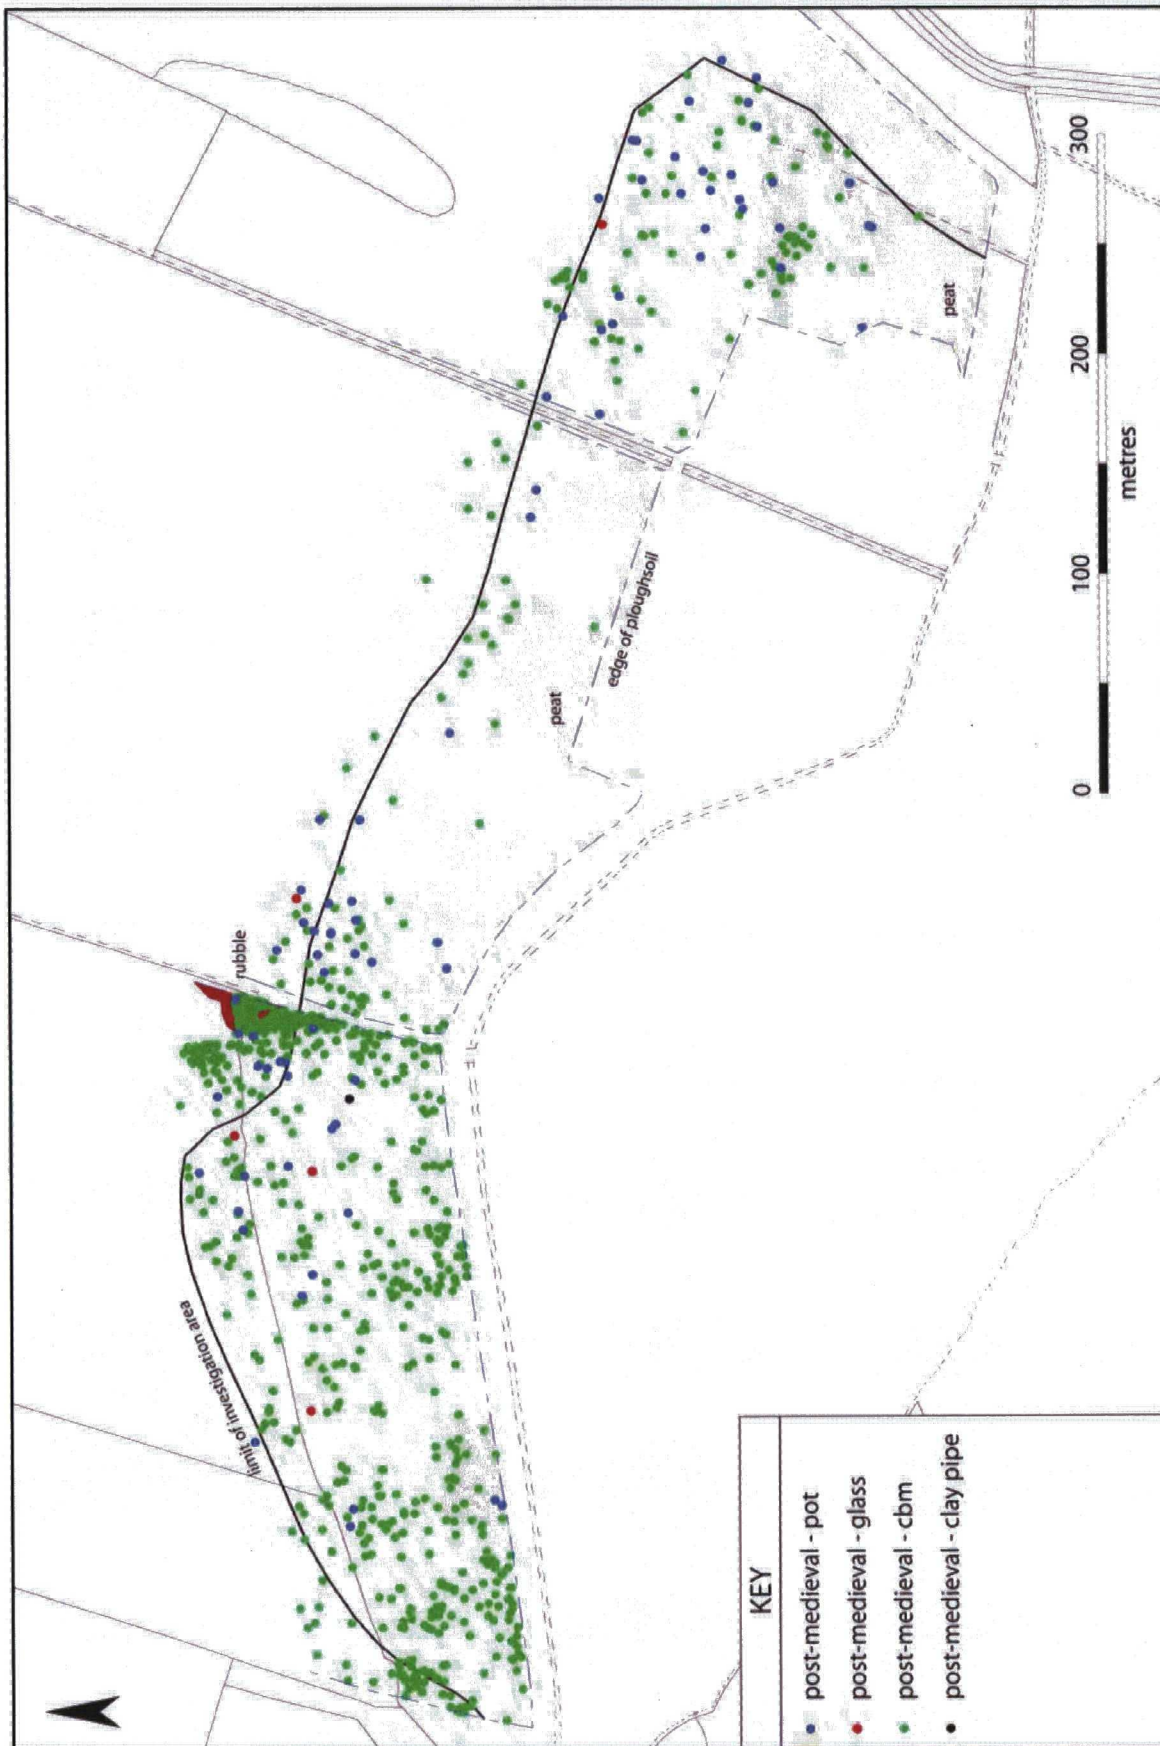 limit of investigation area
rubble
peat
edge of ploughsoil
peat
0 100 200 300
metres
KEY
post-medieval - pot
post-medieval - glass
post-medieval - cbm
post-medieval - clay pipe